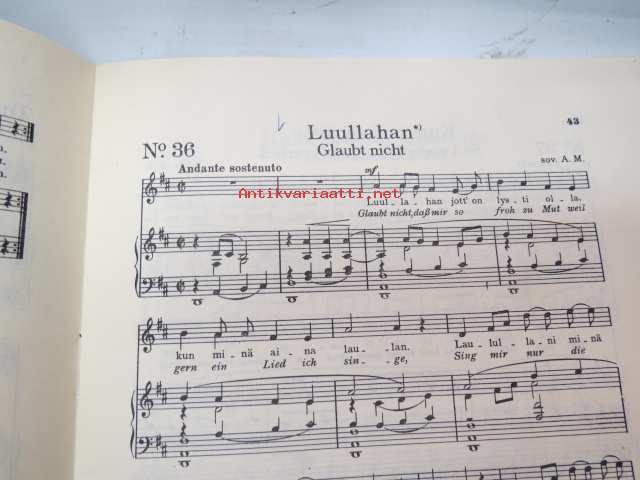 43
Luullahan*)
Nº 36
Glaubt nicht
Andante sostenuto
sov. A. M.
mf
Antikvariaatti.net
Luul - la - han jott' on lys - ti ol - la,
Glaubt nicht, daß mir so froh zu Mut weil
kun mi - nä ai - na lau - lan. Lau - lul - la - ni mi - nä
gern ein Lied ich sin - ge, Sing mir nur die